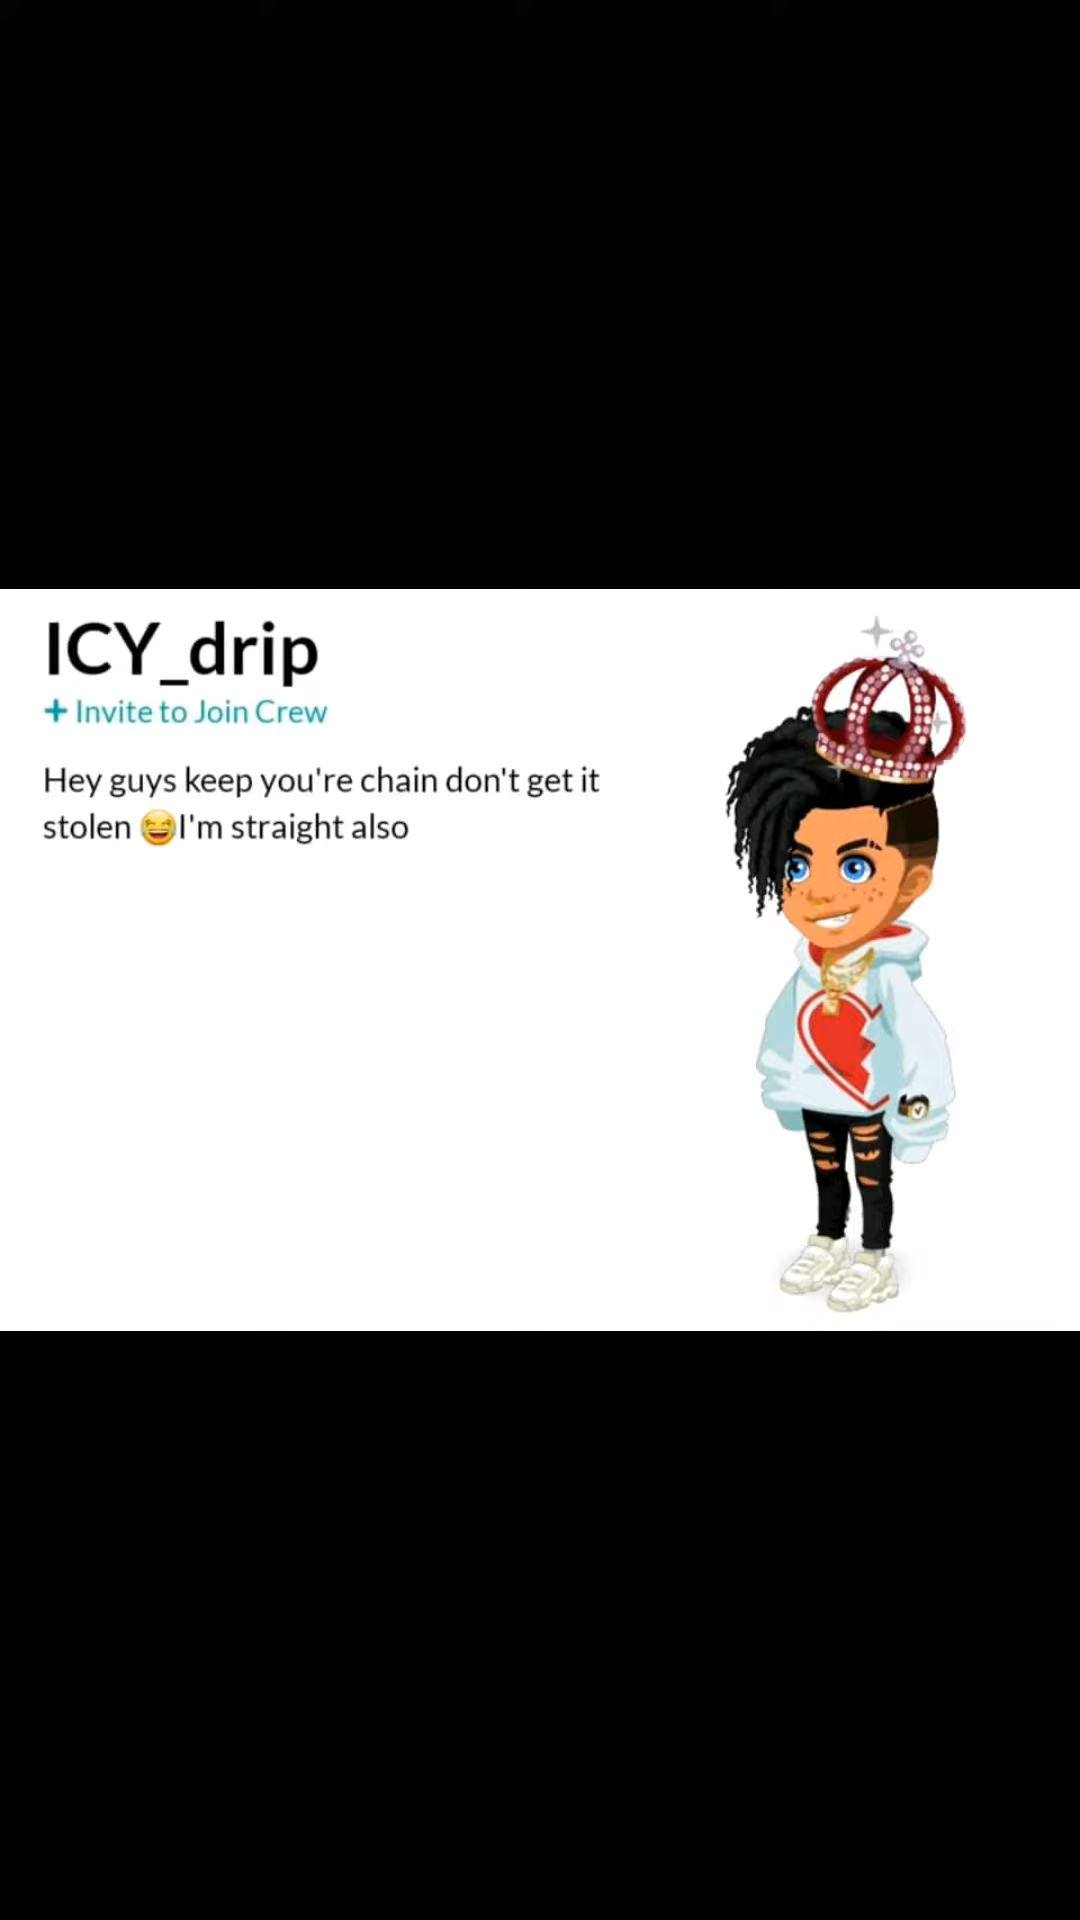 ICY_drip
+ Invite to Join Crew
Hey guys keep you're chain don't get it
stolen 😂I'm straight also